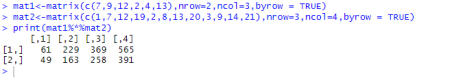 > mat1<-matrix(c(7,9,12,2,4,13),nrow=2,ncol=3,byrow = TRUE)
> mat2<-matrix(c(1,7,12,19,2,8,13,20,3,9,14,21),nrow=3,ncol=4,byrow = TRUE)
> print(mat1%*%mat2)
     [,1] [,2] [,3] [,4]
[1,]   61  229  369  565
[2,]   49  163  258  391
>